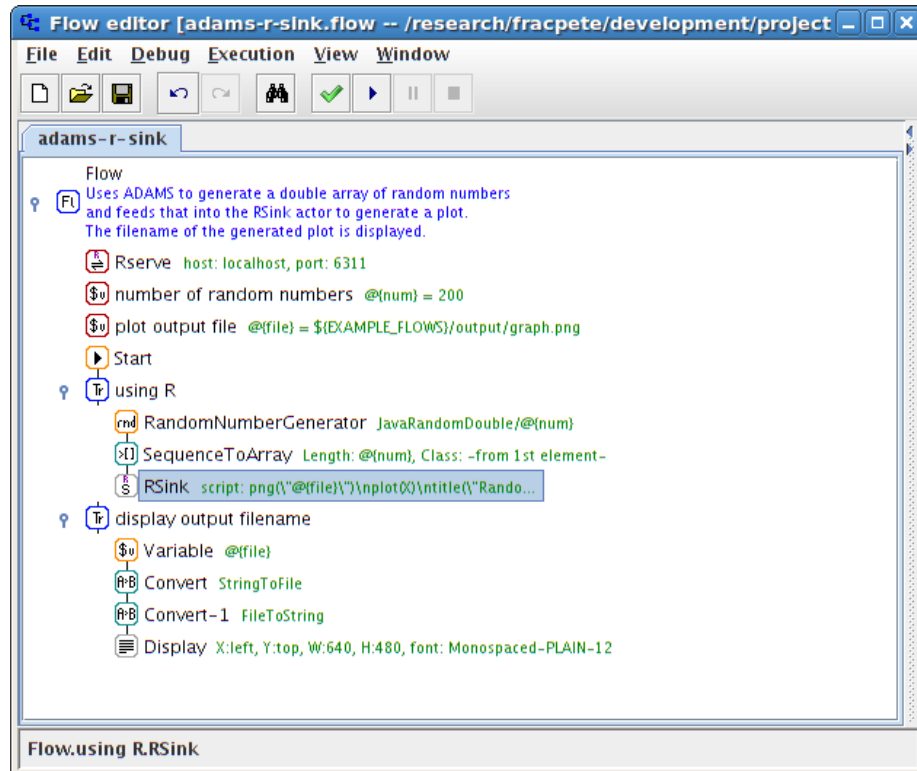 Flow editor [adams-r-sink.flow -- /research/fracpete/development/project
File Edit Debug Execution View Window
adams-r-sink
Flow
Fl Uses ADAMS to generate a double array of random numbers
and feeds that into the RSink actor to generate a plot.
The filename of the generated plot is displayed.
R Rserve host: localhost, port: 6311
$v number of random numbers @{num} = 200
$v plot output file @{file} = ${EXAMPLE_FLOWS}/output/graph.png
Start
Tr using R
rnd RandomNumberGenerator JavaRandomDouble/@{num}
>[] SequenceToArray Length: @{num}, Class: -from 1st element-
R S RSink script: png(\"@{file}\")\nplot(X)\ntitle(\"Rando...
Tr display output filename
$v Variable @{file}
A>B Convert StringToFile
A>B Convert-1 FileToString
Display X:left, Y:top, W:640, H:480, font: Monospaced-PLAIN-12
Flow.using R.RSink